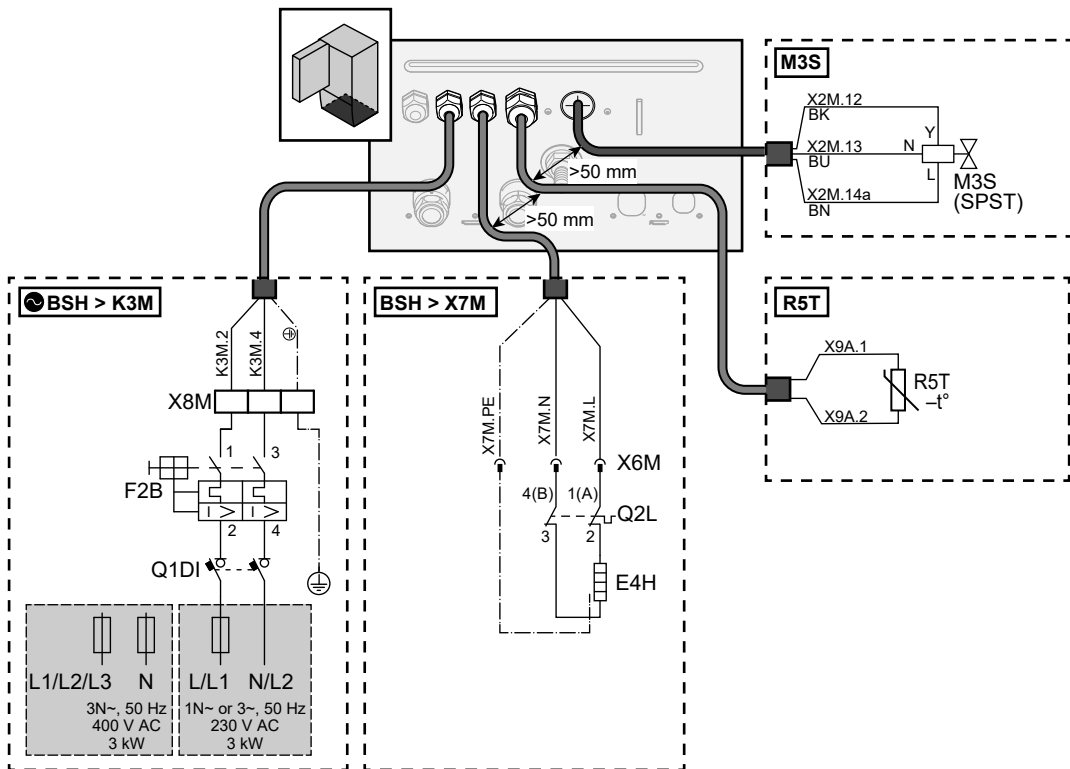 M3S
X2M.12
BK
X2M.13
BU
X2M.14a
BN
Y
N
L
M3S
(SPST)
>50 mm
>50 mm
BSH > K3M
K3M.2
K3M.4
X8M
1
3
F2B
I >
I >
2
4
Q1DI
L1/L2/L3
N
3N~, 50 Hz
400 V AC
3 kW
L/L1
N/L2
1N~ or 3~, 50 Hz
230 V AC
3 kW
BSH > X7M
X7M.PE
X7M.N
X7M.L
X6M
4(B)
1(A)
Q2L
3
2
E4H
R5T
X9A.1
X9A.2
R5T
–t°